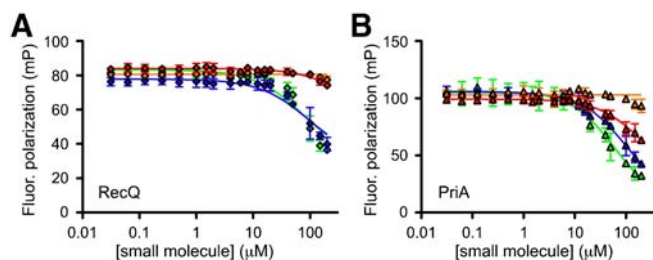 A
Fluor. polarization (mP)
100
80
60
40
20
0
RecQ
0.01 0.1 1 10 100
[small molecule] (μM)
B
Fluor. polarization (mP)
150
100
50
0
PriA
0.01 0.1 1 10 100
[small molecule] (μM)